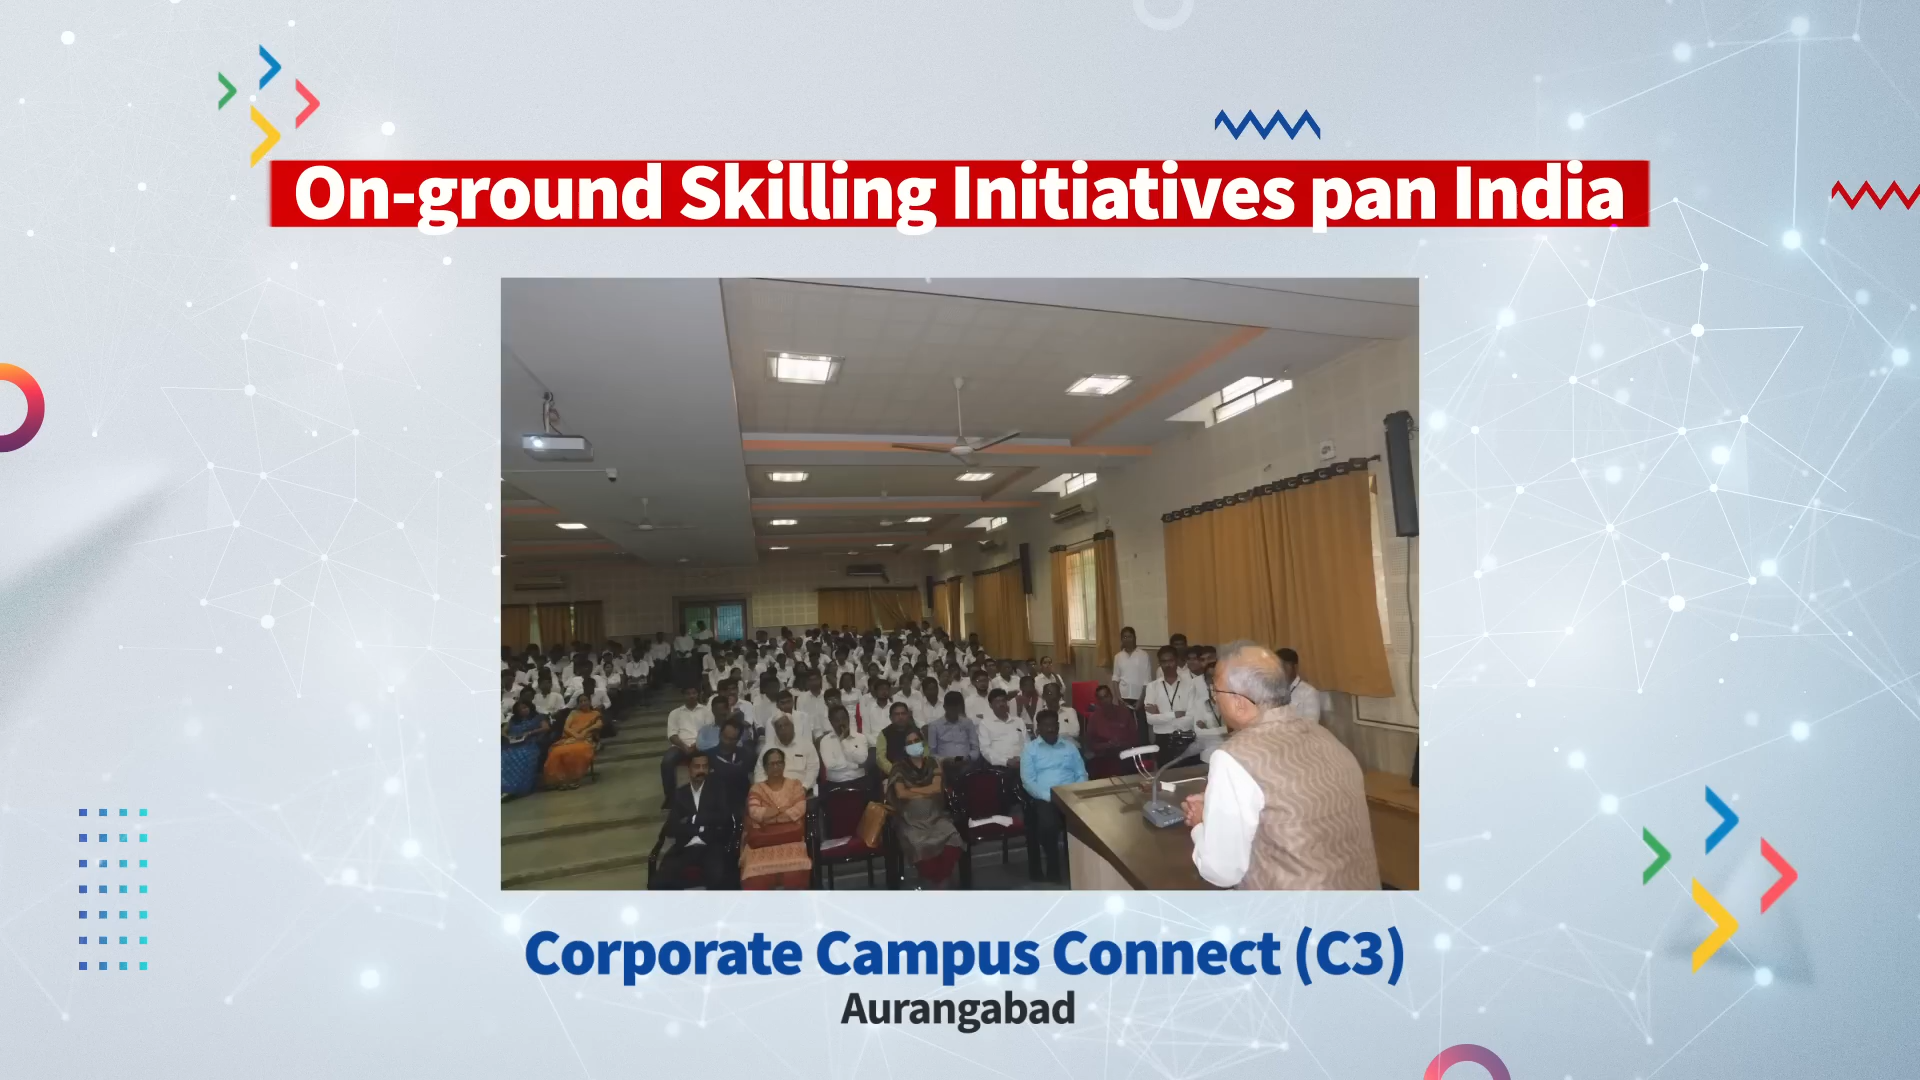 On-ground Skilling Initiatives pan India
Corporate Campus Connect (C3)
Aurangabad